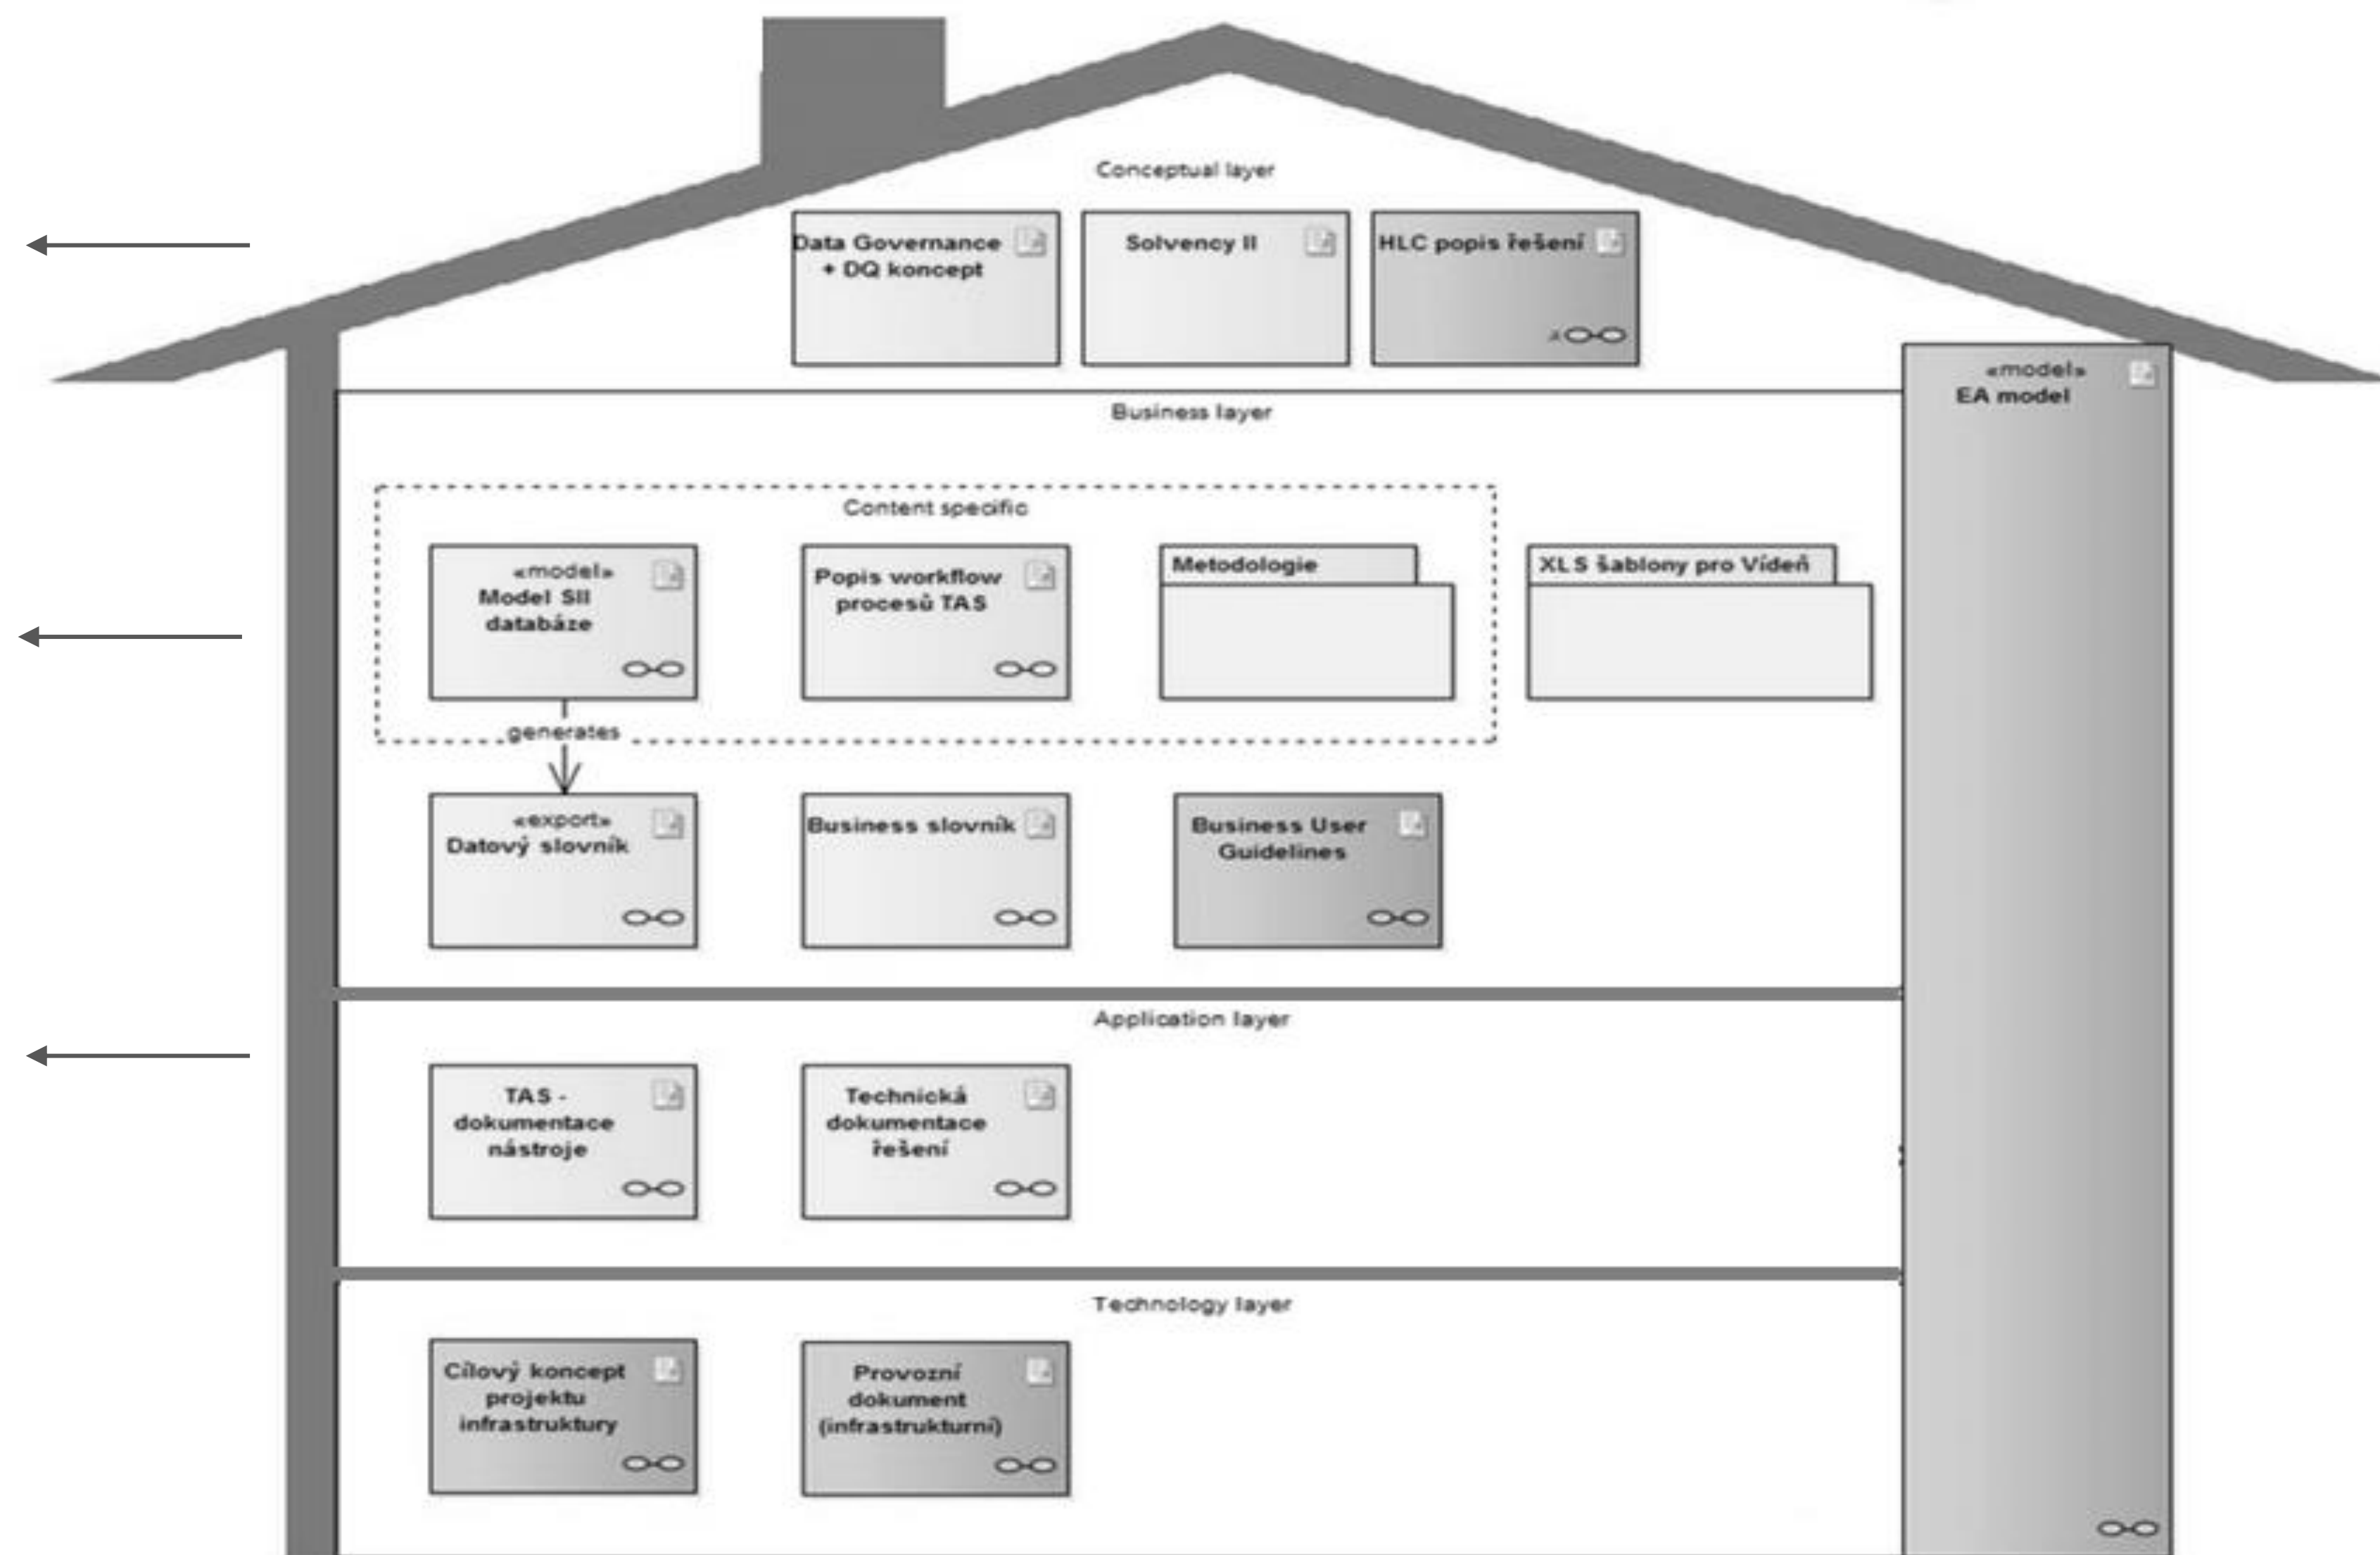 Conceptual layer
Data Governance
+ DQ koncept
Solvency II
HLC popis řešení
«model»
EA model
Business layer
Content specific
«model»
Model SII
databáze
Popis workflow
procesů TAS
Metodologie
XLS šablony pro Vídeň
generates
«export»
Datový slovník
Business slovník
Business User
Guidelines
Application layer
TAS -
dokumentace
nástroje
Technická
dokumentace
řešení
Technology layer
Cílový koncept
projektu
infrastruktury
Provozní
dokument
(infrastrukturní)